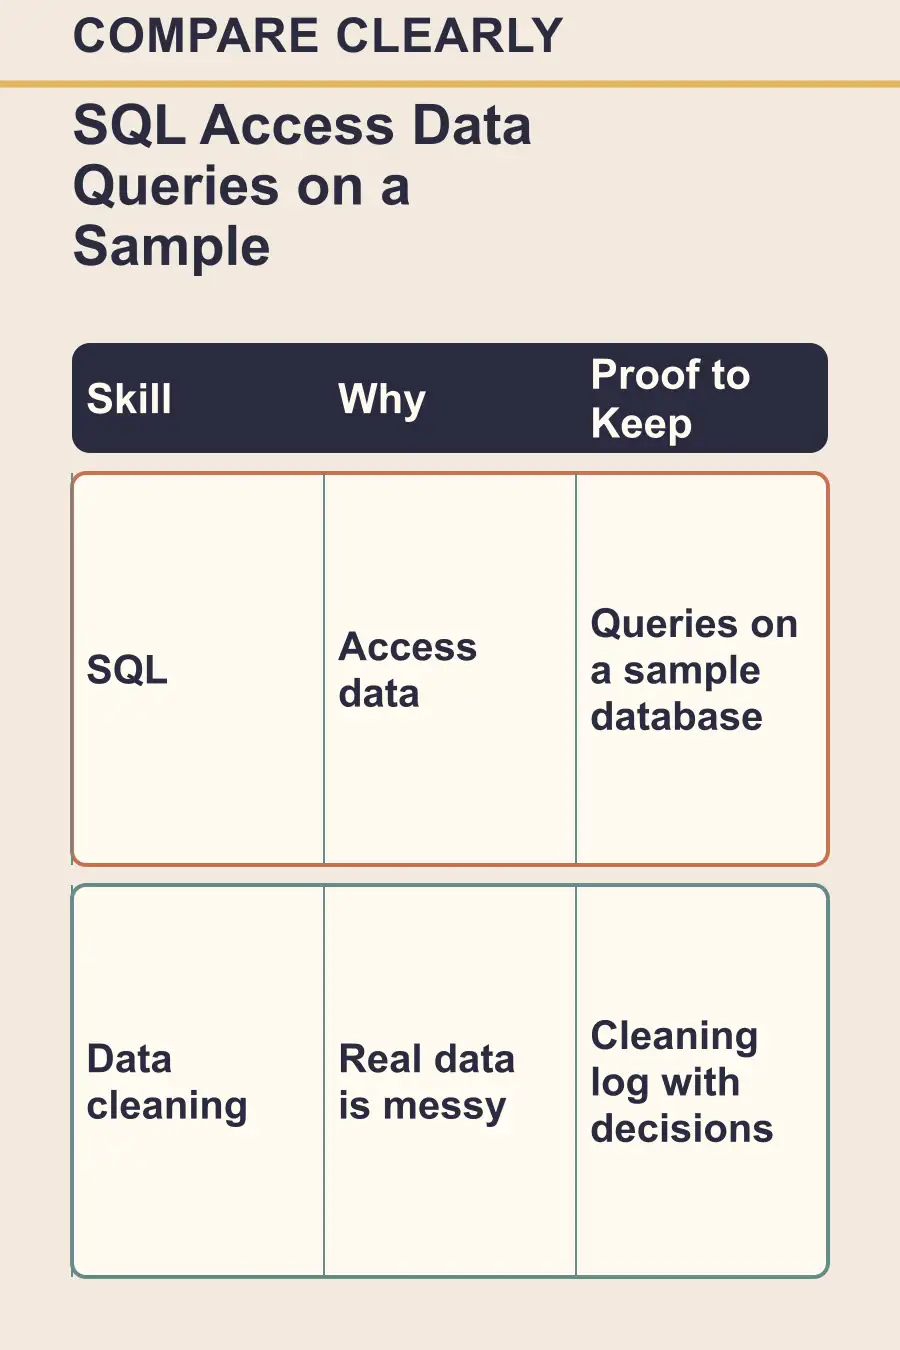 COMPARE CLEARLY
SQL Access Data
Queries on a
Sample
Skill
Why
Proof to
Keep
SQL
Access
data
Queries on
a sample
database
Data
cleaning
Real data
is messy
Cleaning
log with
decisions